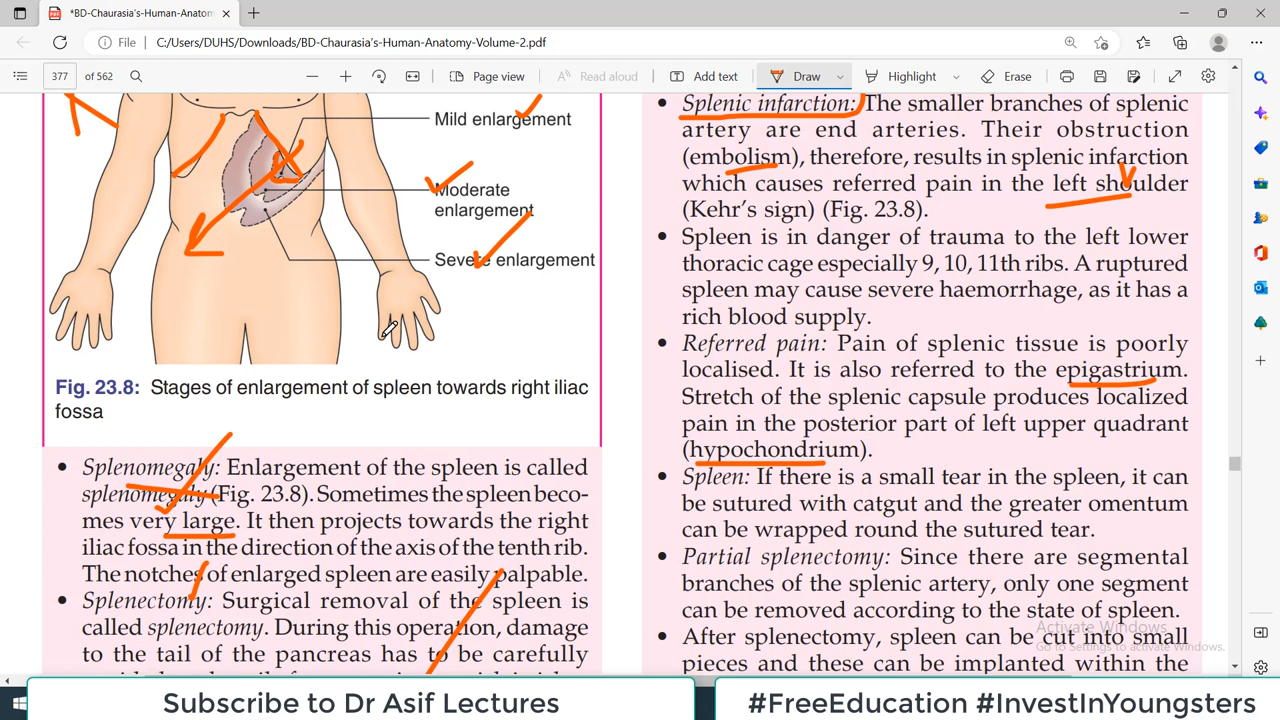 *BD-Chaurasia's-Human-Anatom
File
C:/Users/DUHS/Downloads/BD-Chaurasia's-Human-Anatomy-Volume-2.pdf
377
of 562
Page view
Read aloud
Add text
Draw
Highlight
Erase
Mild enlargement
Moderate
enlargement
Severe enlargement
Fig. 23.8: Stages of enlargement of spleen towards right iliac
fossa
• Splenomegaly: Enlargement of the spleen is called
splenomegaly (Fig. 23.8). Sometimes the spleen beco-
mes very large. It then projects towards the right
iliac fossa in the direction of the axis of the tenth rib.
The notches of enlarged spleen are easily palpable.
• Splenectomy: Surgical removal of the spleen is
called splenectomy. During this operation, damage
to the tail of the pancreas has to be carefully
• Splenic infarction: The smaller branches of splenic
artery are end arteries. Their obstruction
(embolism), therefore, results in splenic infarction
which causes referred pain in the left shoulder
(Kehr's sign) (Fig. 23.8).
• Spleen is in danger of trauma to the left lower
thoracic cage especially 9, 10, 11th ribs. A ruptured
spleen may cause severe haemorrhage, as it has a
rich blood supply.
• Referred pain: Pain of splenic tissue is poorly
localised. It is also referred to the epigastrium.
Stretch of the splenic capsule produces localized
pain in the posterior part of left upper quadrant
(hypochondrium).
• Spleen: If there is a small tear in the spleen, it can
be sutured with catgut and the greater omentum
can be wrapped round the sutured tear.
• Partial splenectomy: Since there are segmental
branches of the splenic artery, only one segment
can be removed according to the state of spleen.
• After splenectomy, spleen can be cut into small
pieces and these can be implanted within the
Activate Windows
Go to Settings to activate Windows.
Subscribe to Dr Asif Lectures
#FreeEducation #InvestInYoungsters